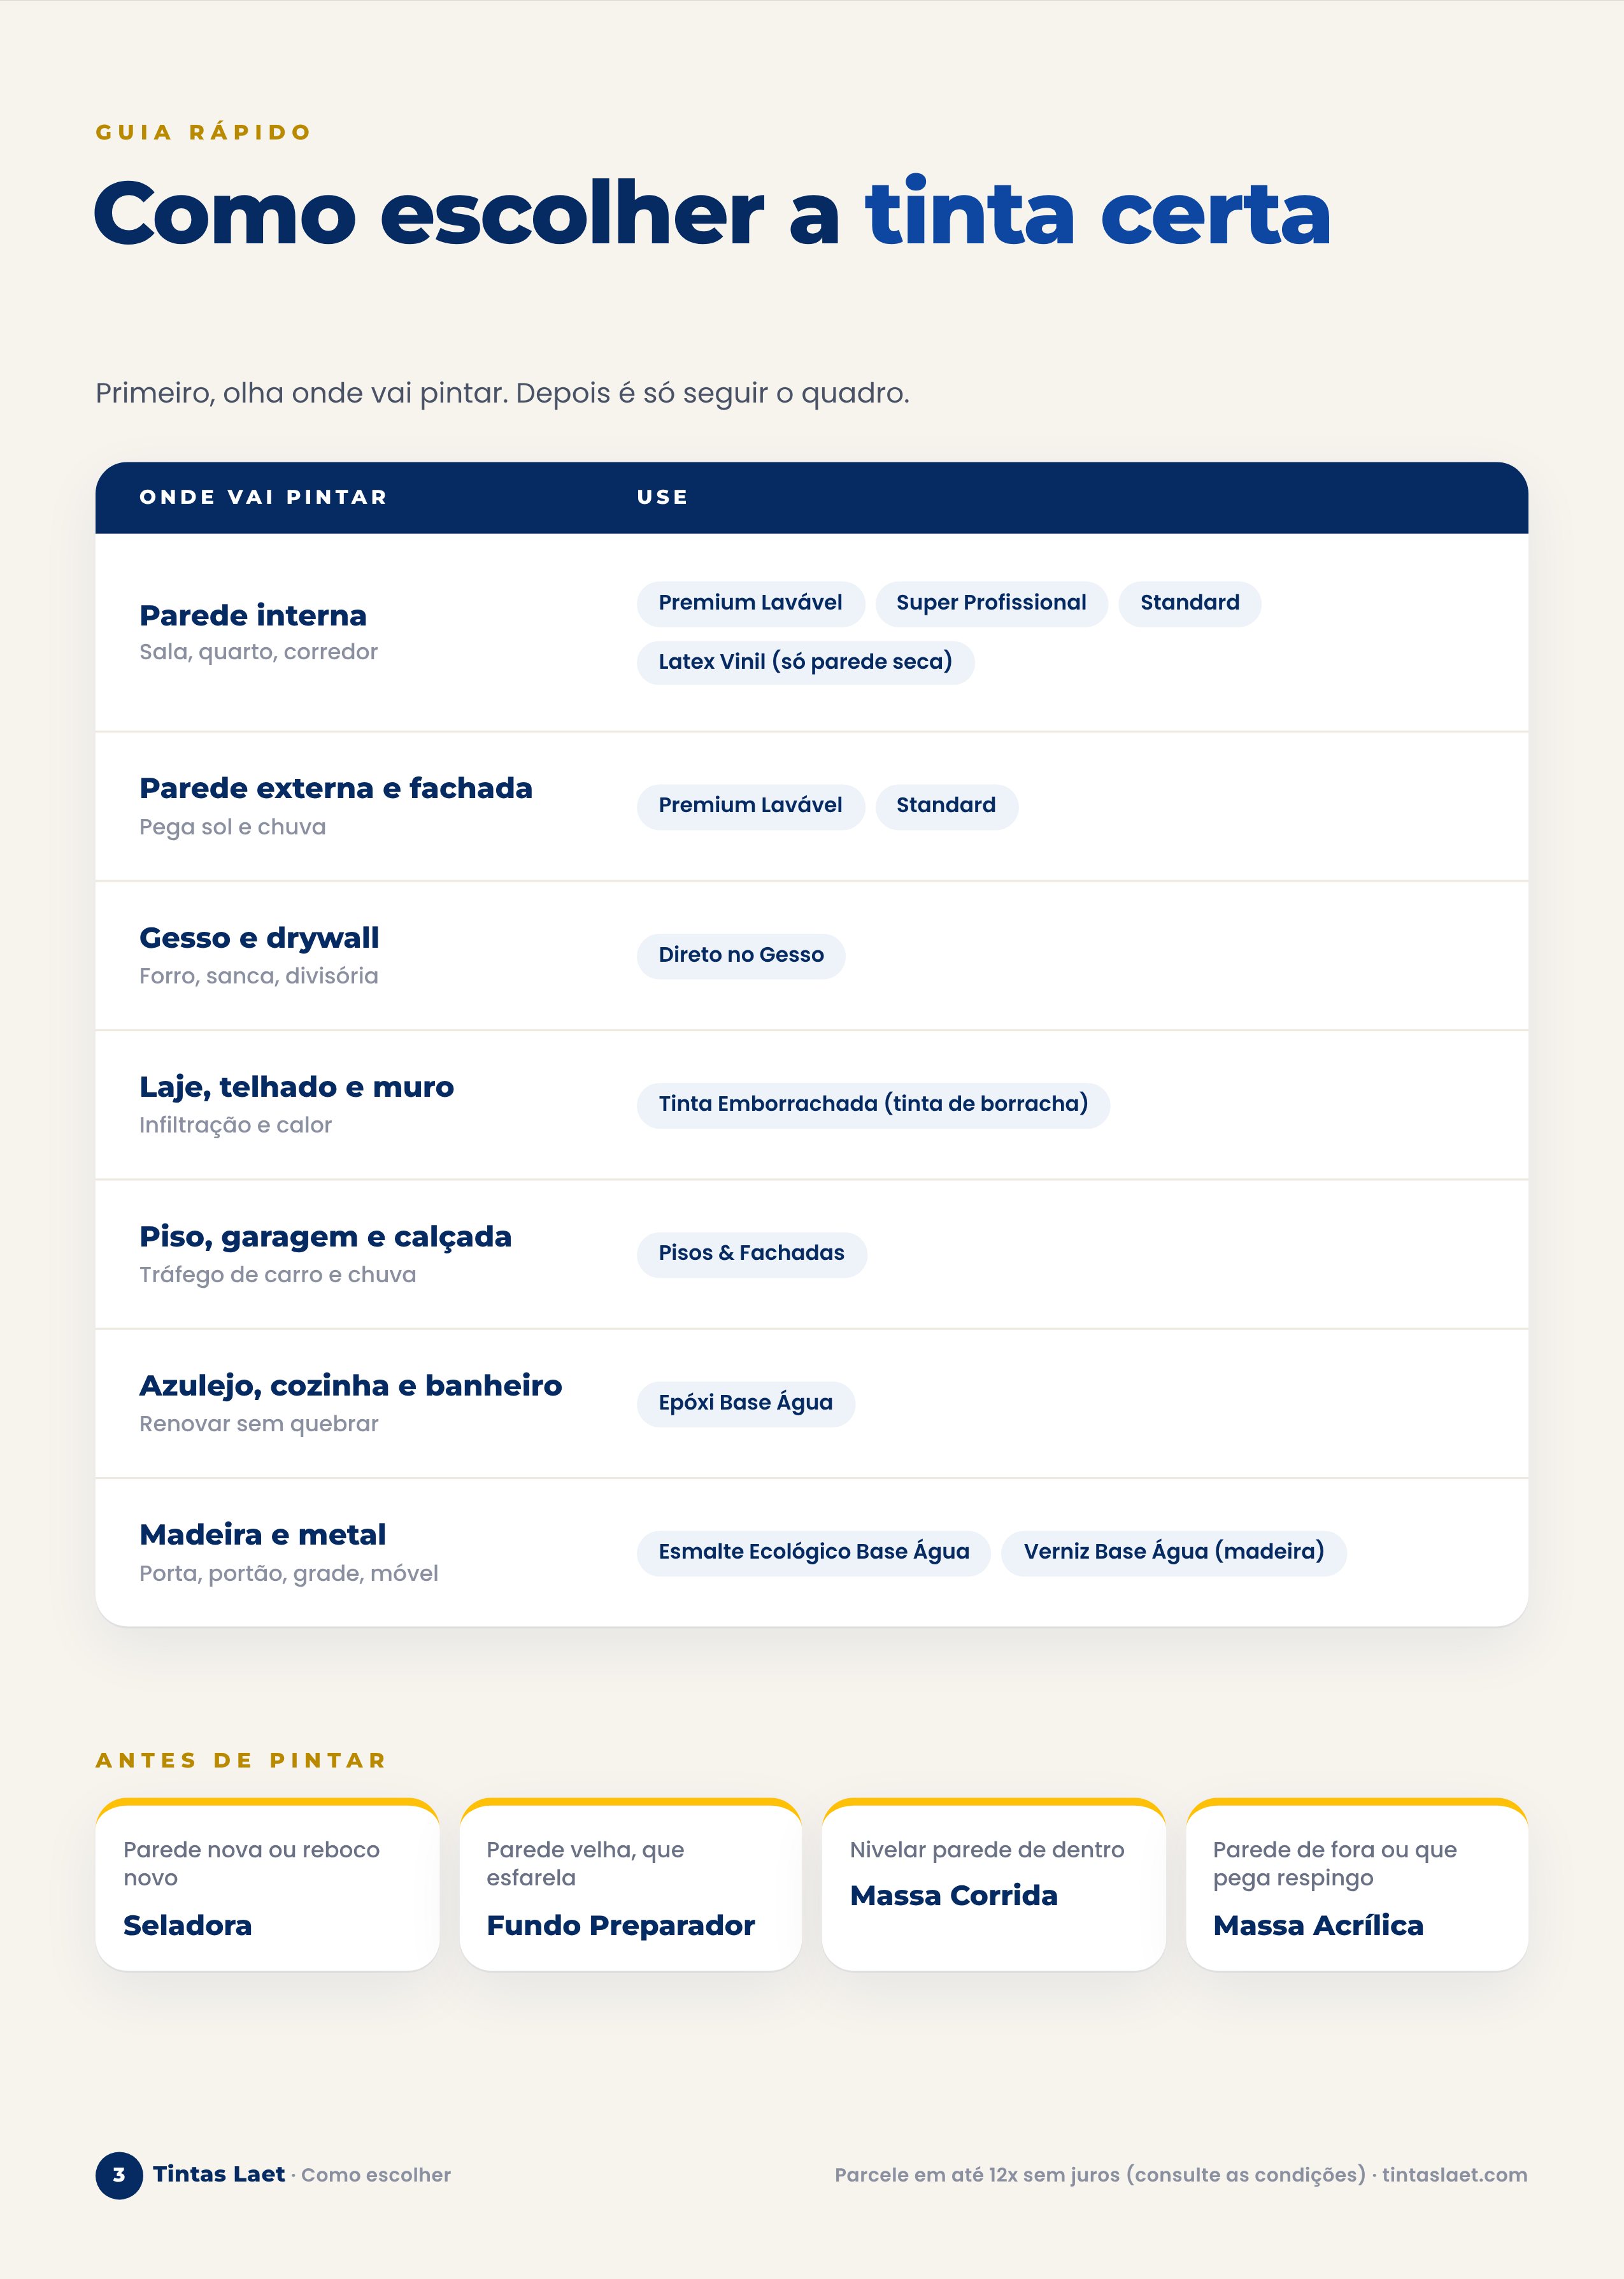 GUIA RÁPIDO
Como escolher a tinta certa
Primeiro, olha onde vai pintar. Depois é só seguir o quadro.
ONDE VAI PINTAR USE
Parede interna
Sala, quarto, corredor
Premium Lavável Super Profissional Standard
Latex Vinil (só parede seca)
Parede externa e fachada
Pega sol e chuva
Premium Lavável Standard
Gesso e drywall
Forro, sanca, divisória
Direto no Gesso
Laje, telhado e muro
Infiltração e calor
Tinta Emborrachada (tinta de borracha)
Piso, garagem e calçada
Tráfego de carro e chuva
Pisos & Fachadas
Azulejo, cozinha e banheiro
Renovar sem quebrar
Epóxi Base Água
Madeira e metal
Porta, portão, grade, móvel
Esmalte Ecológico Base Água Verniz Base Água (madeira)
ANTES DE PINTAR
Parede nova ou reboco
novo
Seladora
Parede velha, que
esfarela
Fundo Preparador
Nivelar parede de dentro
Massa Corrida
Parede de fora ou que
pega respingo
Massa Acrílica
3 Tintas Laet · Como escolher
Parcele em até 12x sem juros (consulte as condições) · tintaslaet.com